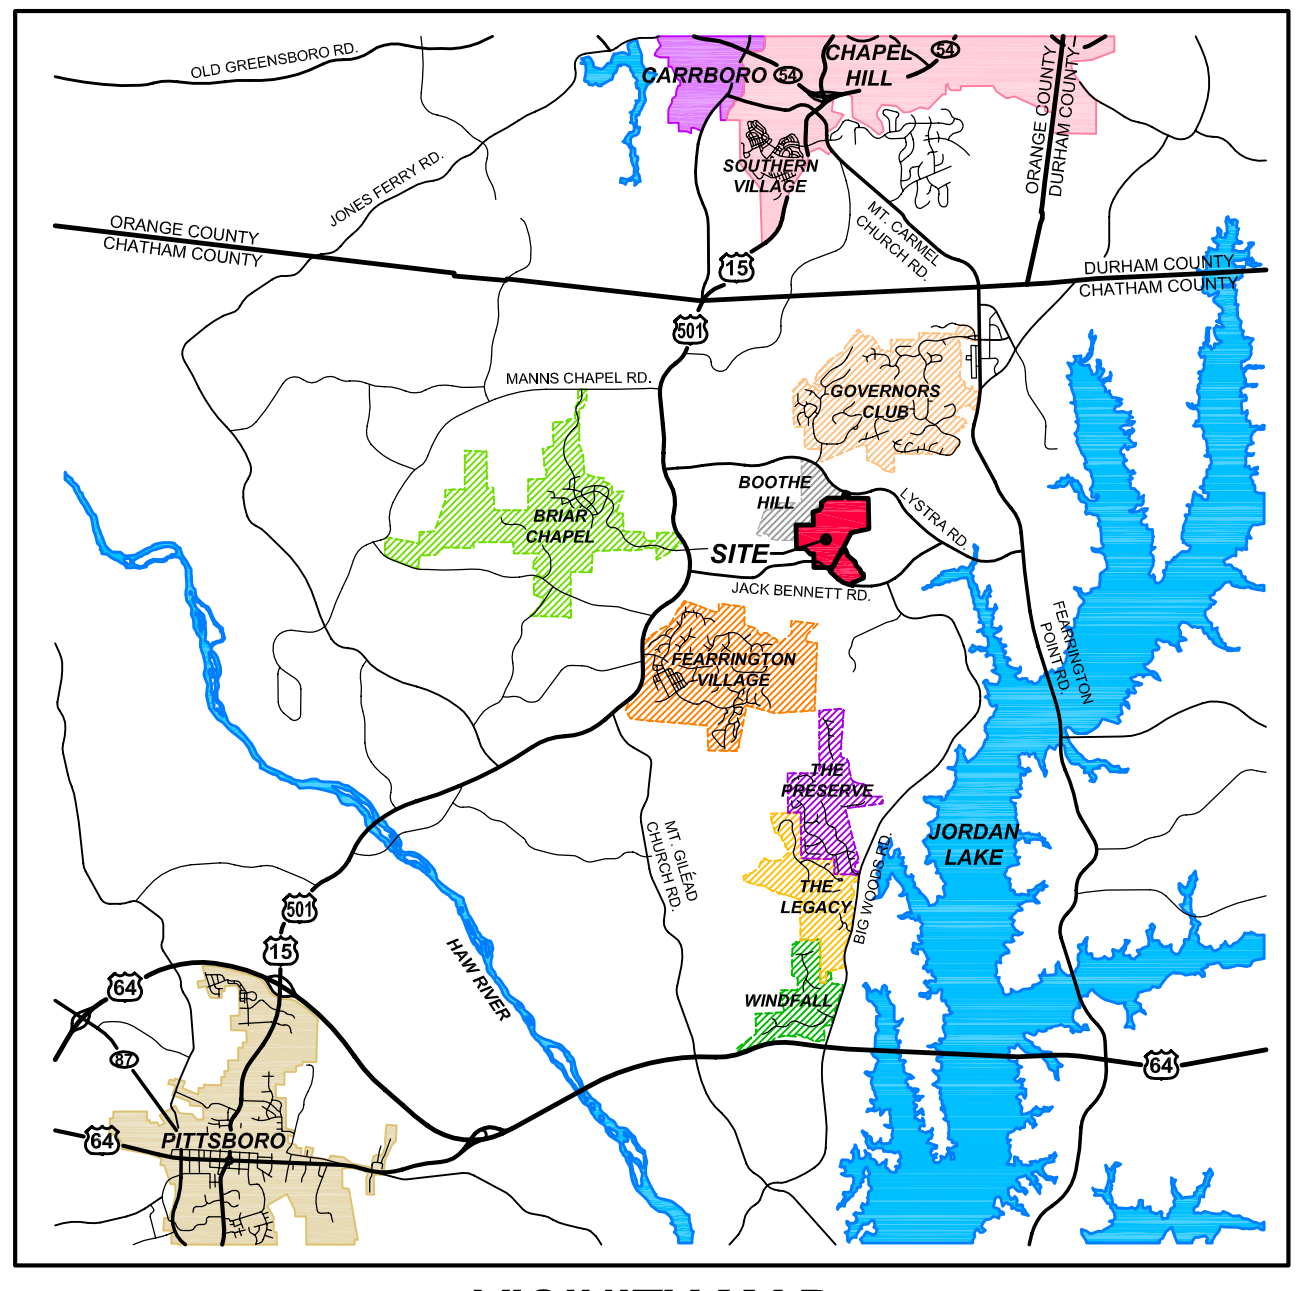 OLD GREENSBORO RD.
CARRBORO
54
CHAPEL
HILL
54
ORANGE COUNTY
DURHAM COUNTY
JONES FERRY RD.
SOUTHERN
VILLAGE
MT. CARMEL
CHURCH RD.
ORANGE COUNTY
CHATHAM COUNTY
15
DURHAM COUNTY
CHATHAM COUNTY
501
MANNS CHAPEL RD.
GOVERNORS
CLUB
BOOTHE
HILL
LYSTRA RD.
BRIAR
CHAPEL
SITE
JACK BENNETT RD.
FEARRINGTON
POINT RD.
FEARRINGTON
VILLAGE
THE
PRESERVE
JORDAN
LAKE
MT. GILEAD
CHURCH RD.
BIG WOODS RD.
THE
LEGACY
501
15
HAW RIVER
64
WINDFALL
87
64
64
PITTSBORO
VICINITY MAP